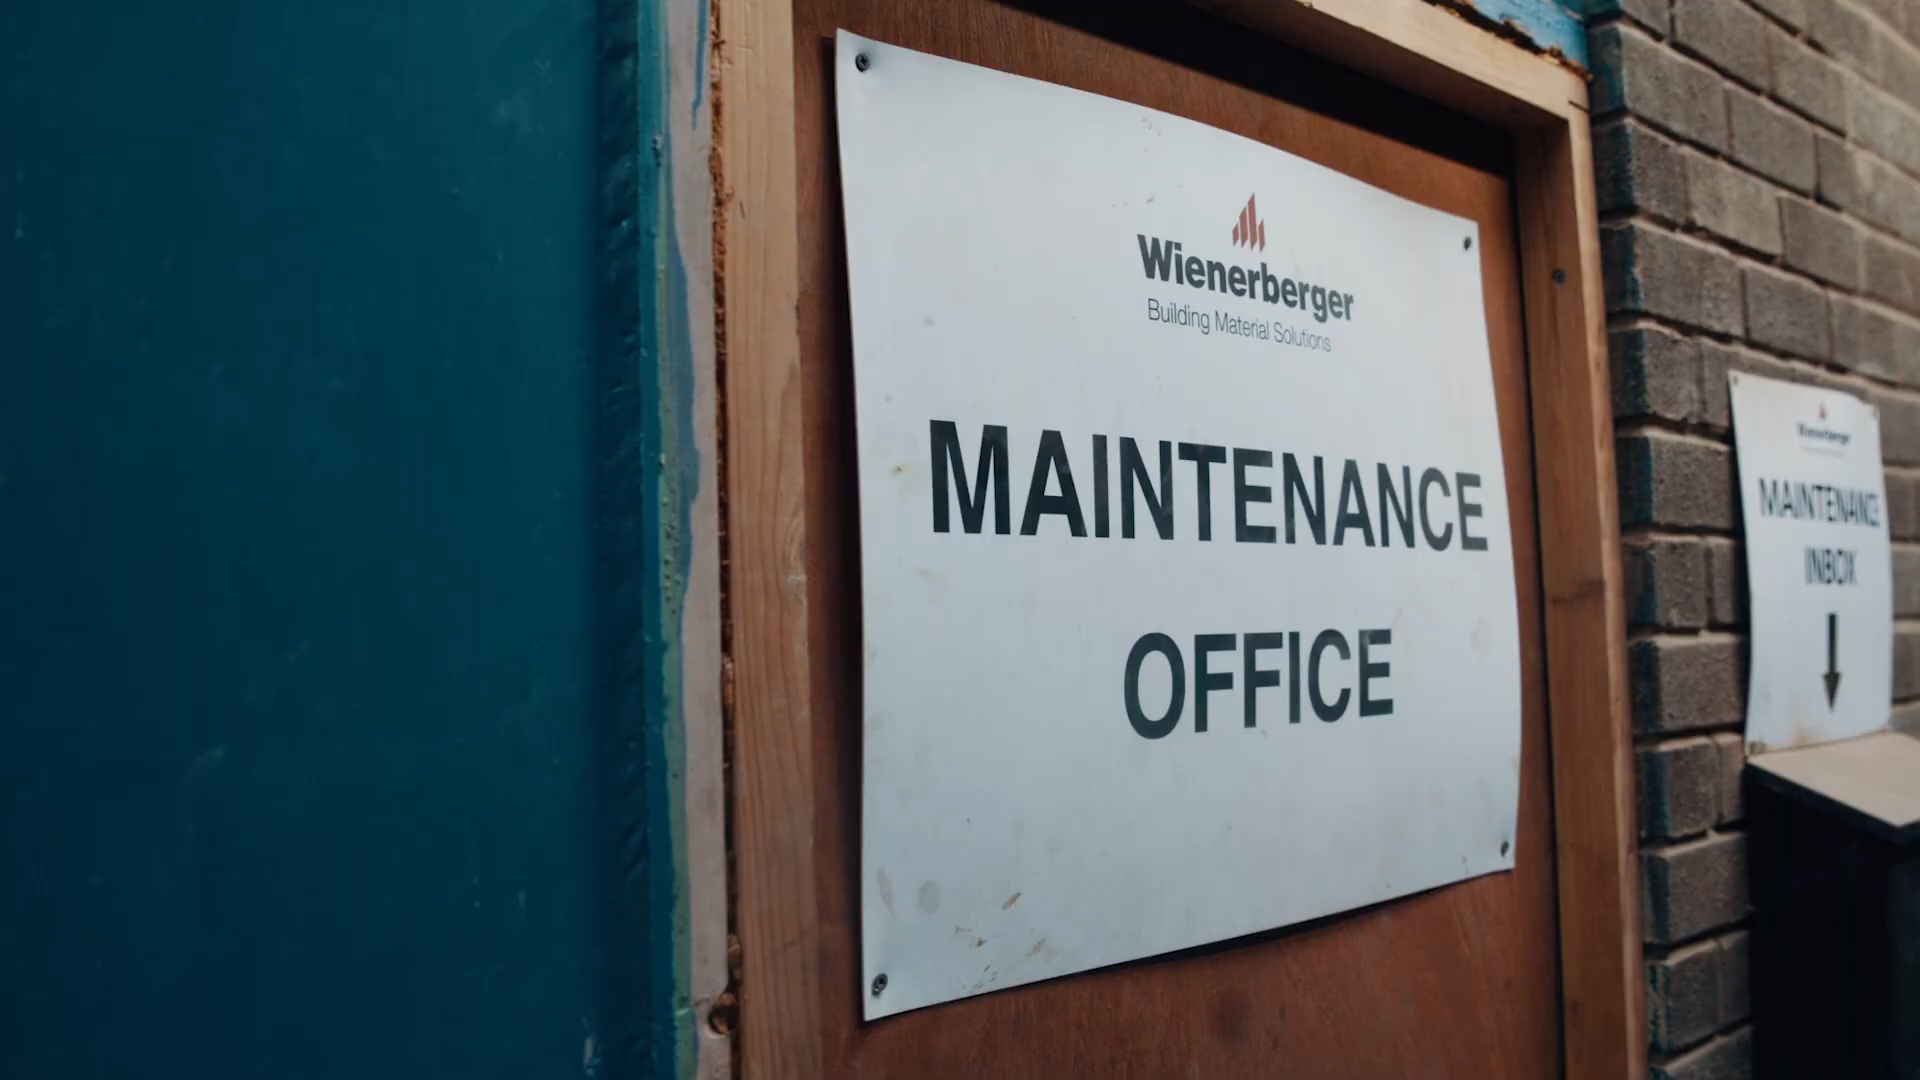 Wienerberger
Building Material Solutions
MAINTENANCE
OFFICE
Wienerberger
MAINTENANCE
INBOX